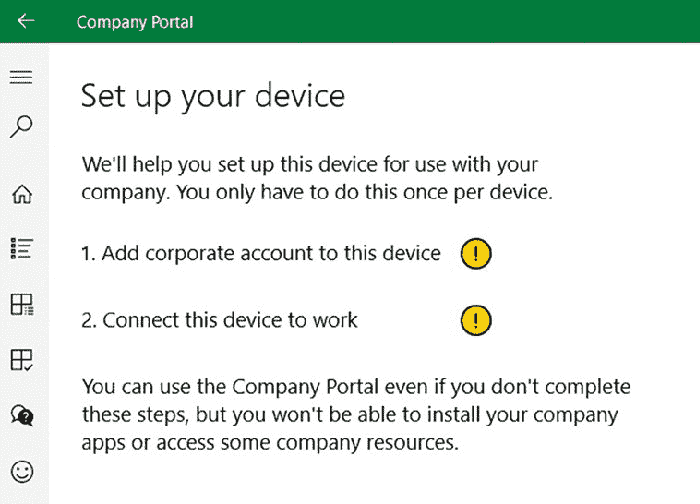 Company Portal
Set up your device
We'll help you set up this device for use with your
company. You only have to do this once per device.
1. Add corporate account to this device
2. Connect this device to work
You can use the Company Portal even if you don't complete
these steps, but you won't be able to install your company
apps or access some company resources.